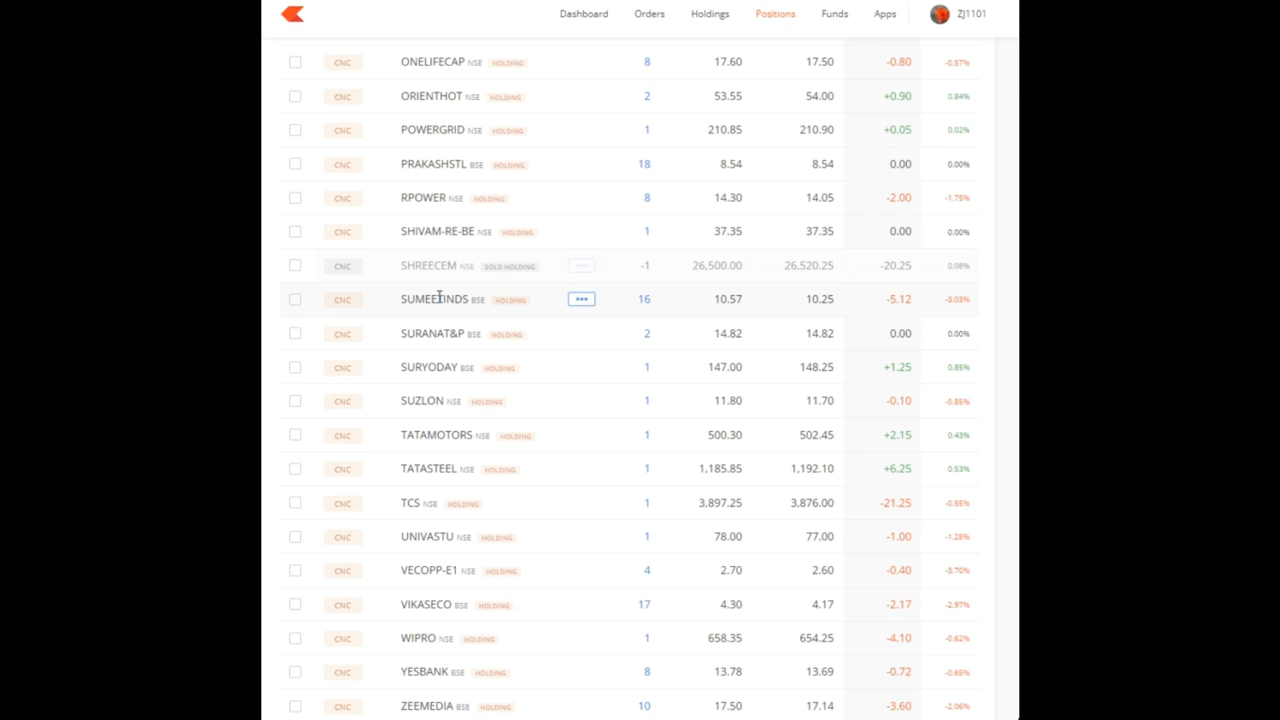 Dashboard Orders Holdings Positions Funds Apps ZJ1101
CNC ONELIFECAP NSE HOLDING 8 17.60 17.50 -0.80 -0.57%
CNC ORIENTHOT NSE HOLDING 2 53.55 54.00 +0.90 0.84%
CNC POWERGRID NSE HOLDING 1 210.85 210.90 +0.05 0.02%
CNC PRAKASHSTL BSE HOLDING 18 8.54 8.54 0.00 0.00%
CNC RPOWER NSE HOLDING 8 14.30 14.05 -2.00 -1.75%
CNC SHIVAM-RE-BE NSE HOLDING 1 37.35 37.35 0.00 0.00%
CNC SHREECEM NSE SOLD HOLDING -1 26,500.00 26,520.25 -20.25 0.08%
CNC SUMEETINDS BSE HOLDING 16 10.57 10.25 -5.12 -3.03%
CNC SURANAT&P BSE HOLDING 2 14.82 14.82 0.00 0.00%
CNC SURYODAY BSE HOLDING 1 147.00 148.25 +1.25 0.85%
CNC SUZLON NSE HOLDING 1 11.80 11.70 -0.10 -0.85%
CNC TATAMOTORS NSE HOLDING 1 500.30 502.45 +2.15 0.43%
CNC TATASTEEL NSE HOLDING 1 1,185.85 1,192.10 +6.25 0.53%
CNC TCS NSE HOLDING 1 3,897.25 3,876.00 -21.25 -0.55%
CNC UNIVASTU NSE HOLDING 1 78.00 77.00 -1.00 -1.28%
CNC VECOPP-E1 NSE HOLDING 4 2.70 2.60 -0.40 -3.70%
CNC VIKASECO BSE HOLDING 17 4.30 4.17 -2.17 -2.97%
CNC WIPRO NSE HOLDING 1 658.35 654.25 -4.10 -0.62%
CNC YESBANK BSE HOLDING 8 13.78 13.69 -0.72 -0.65%
CNC ZEEMEDIA BSE HOLDING 10 17.50 17.14 -3.60 -2.06%